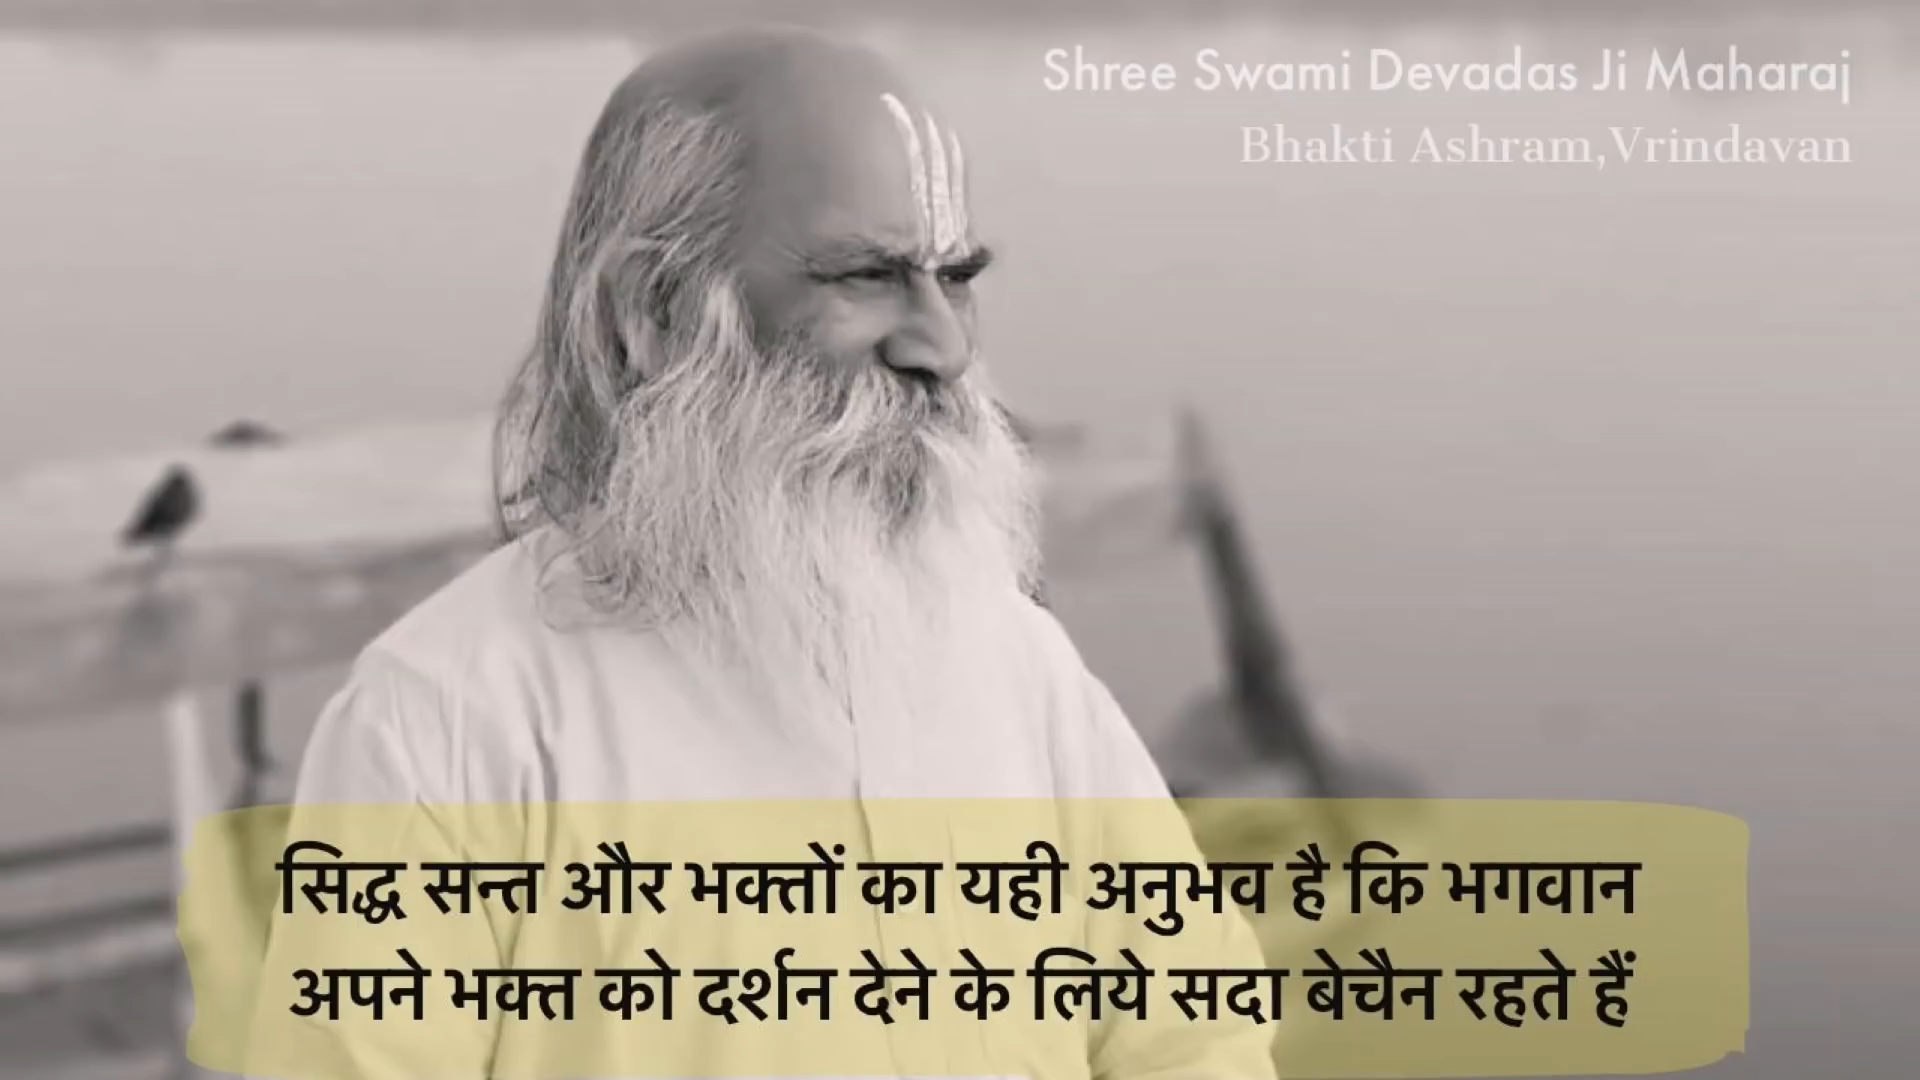 Shree Swami Devadas Ji Maharaj
Bhakti Ashram,Vrindavan
सिद्ध सन्त और भक्तों का यही अनुभव है कि भगवान
अपने भक्त को दर्शन देने के लिये सदा बेचैन रहते हैं